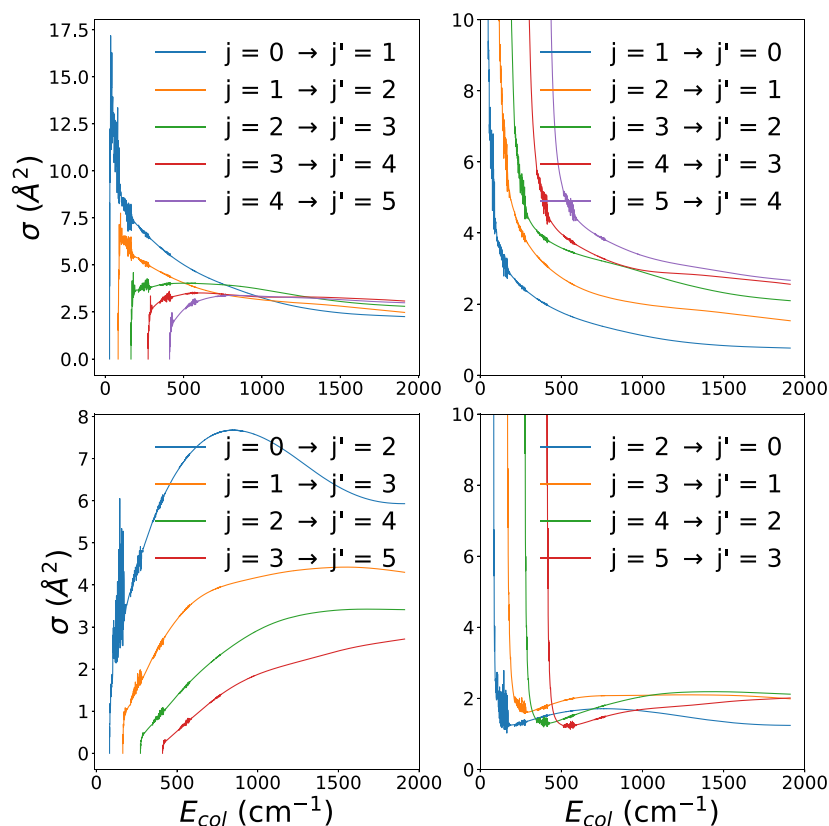 17.5
15.0
12.5
10.0
7.5
5.0
2.5
0.0
σ (Å²)
j = 0 → j' = 1
j = 1 → j' = 2
j = 2 → j' = 3
j = 3 → j' = 4
j = 4 → j' = 5
0 500 1000 1500 2000
10
8
6
4
2
0
j = 1 → j' = 0
j = 2 → j' = 1
j = 3 → j' = 2
j = 4 → j' = 3
j = 5 → j' = 4
0 500 1000 1500 2000
8
7
6
5
4
3
2
1
0
σ (Å²)
j = 0 → j' = 2
j = 1 → j' = 3
j = 2 → j' = 4
j = 3 → j' = 5
0 500 1000 1500 2000
E_col (cm⁻¹)
10
8
6
4
2
0
j = 2 → j' = 0
j = 3 → j' = 1
j = 4 → j' = 2
j = 5 → j' = 3
0 500 1000 1500 2000
E_col (cm⁻¹)